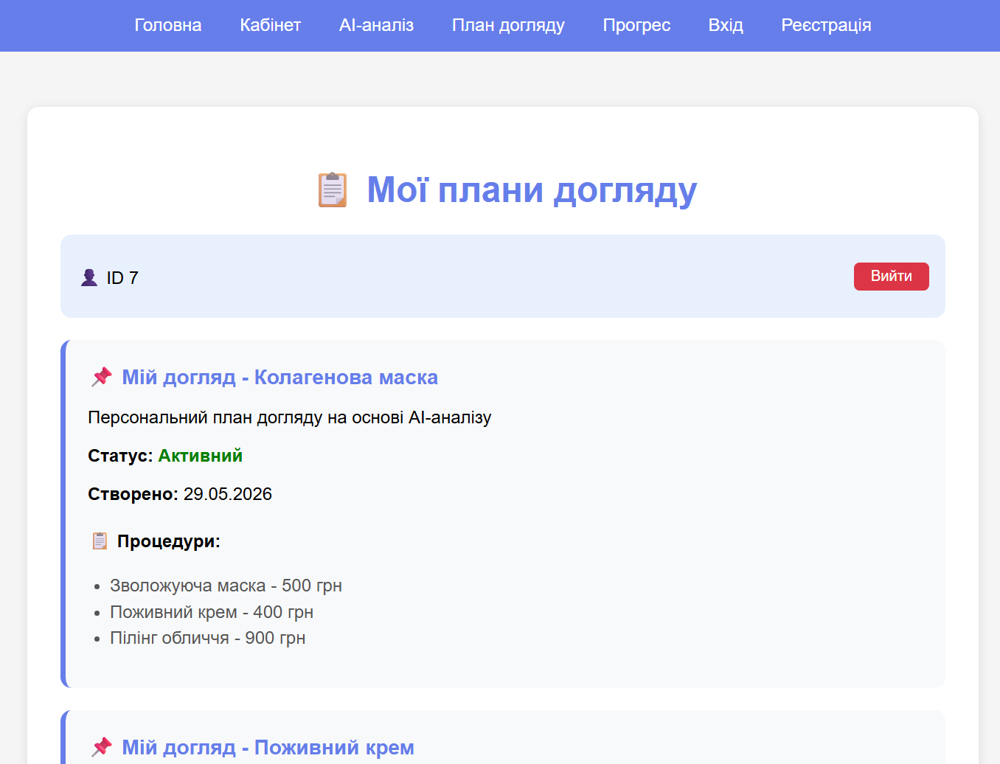 Головна Кабінет AI-аналіз План догляду Прогрес Вхід Реєстрація
Мої плани догляду
ID 7
Вийти
Мій догляд - Колагенова маска
Персональний план догляду на основі AI-аналізу
Статус: Активний
Створено: 29.05.2026
Процедури:
• Зволожуюча маска - 500 грн
• Поживний крем - 400 грн
• Пілінг обличчя - 900 грн
Мій догляд - Поживний крем